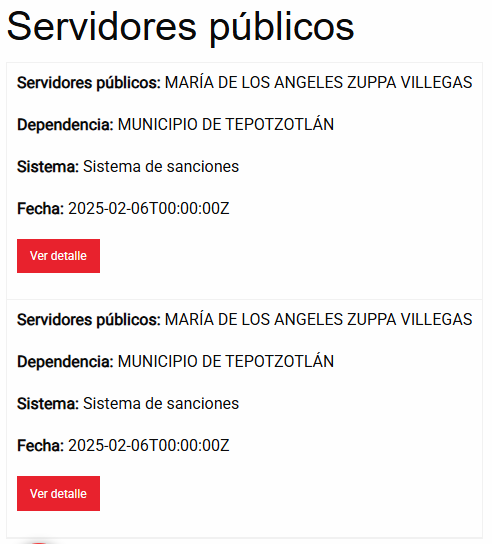 Servidores públicos
Servidores públicos: MARÍA DE LOS ANGELES ZUPPA VILLEGAS
Dependencia: MUNICIPIO DE TEPOTZOTLÁN
Sistema: Sistema de sanciones
Fecha: 2025-02-06T00:00:00Z
Ver detalle
Servidores públicos: MARÍA DE LOS ANGELES ZUPPA VILLEGAS
Dependencia: MUNICIPIO DE TEPOTZOTLÁN
Sistema: Sistema de sanciones
Fecha: 2025-02-06T00:00:00Z
Ver detalle